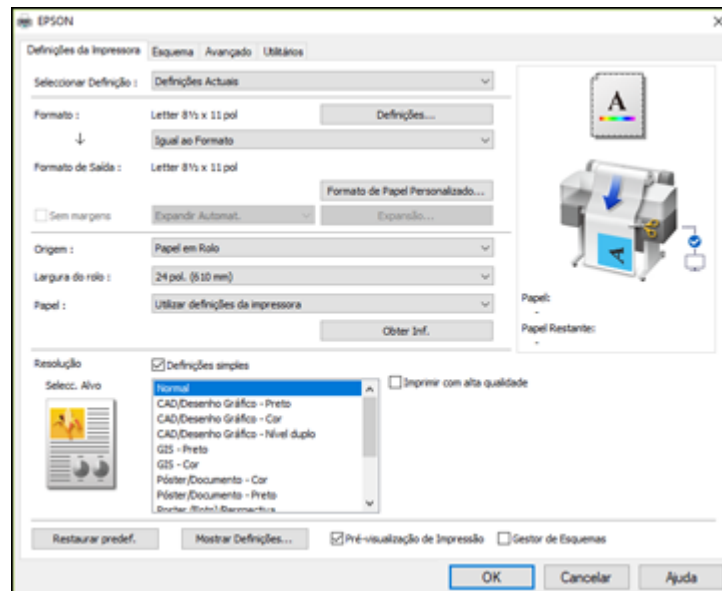 EPSON
Definições da Impressora Esquema Avançado Utilitários
Seleccionar Definição : Definições Actuais
Formato : Letter 8½ x 11 pol Definições...
Igual ao Formato
Formato de Saída : Letter 8½ x 11 pol
Formato de Papel Personalizado...
Sem margens Expandir Automat. Expansão...
Origem : Papel em Rolo
Largura do rolo : 24 pol. (610 mm)
Papel : Utilizar definições da impressora
Obter Inf.
A
A
Papel:
-
Papel Restante:
-
Resolução Definições simples
Selecc. Alvo
Normal
CAD/Desenho Gráfico - Preto
CAD/Desenho Gráfico - Cor
CAD/Desenho Gráfico - Nível duplo
GIS - Preto
GIS - Cor
Póster/Documento - Cor
Póster/Documento - Preto
Poster (Foto)/Perspectiva
Imprimir com alta qualidade
Restaurar predef. Mostrar Definições... Pré-visualização de Impressão Gestor de Esquemas
OK Cancelar Ajuda